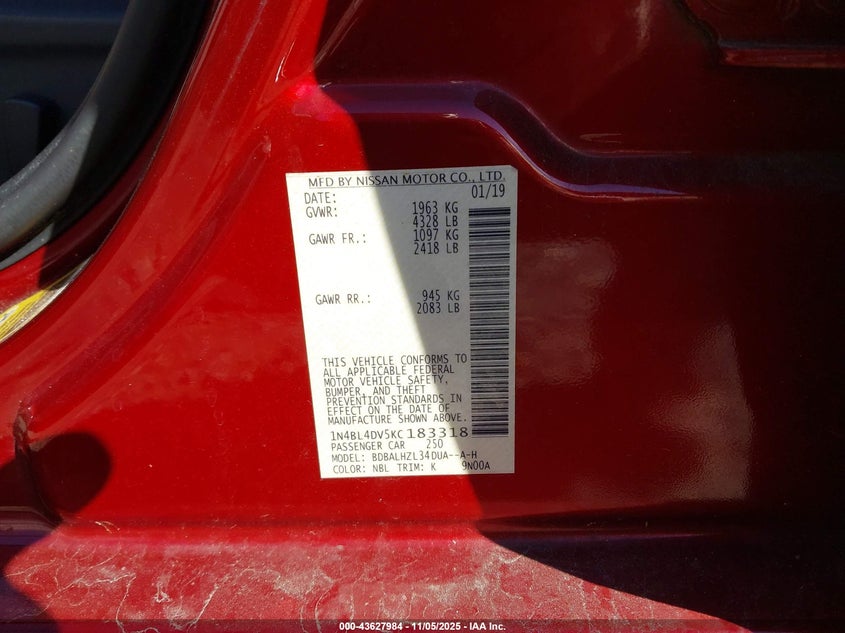 MFD BY NISSAN MOTOR CO., LTD.
DATE: 01/19
GVWR: 1963 KG
4328 LB
GAWR FR.: 1097 KG
2418 LB
GAWR RR.: 945 KG
2083 LB
THIS VEHICLE CONFORMS TO
ALL APPLICABLE FEDERAL
MOTOR VEHICLE SAFETY,
BUMPER, AND THEFT
PREVENTION STANDARDS IN
EFFECT ON THE DATE OF
MANUFACTURE SHOWN ABOVE.
1N4BL4DV5KC183318
PASSENGER CAR 250
MODEL: BDBALHZL34DUA--A-H
COLOR: NBL TRIM: K 9N00A
000-43627984 - 11/05/2025 - IAA Inc.